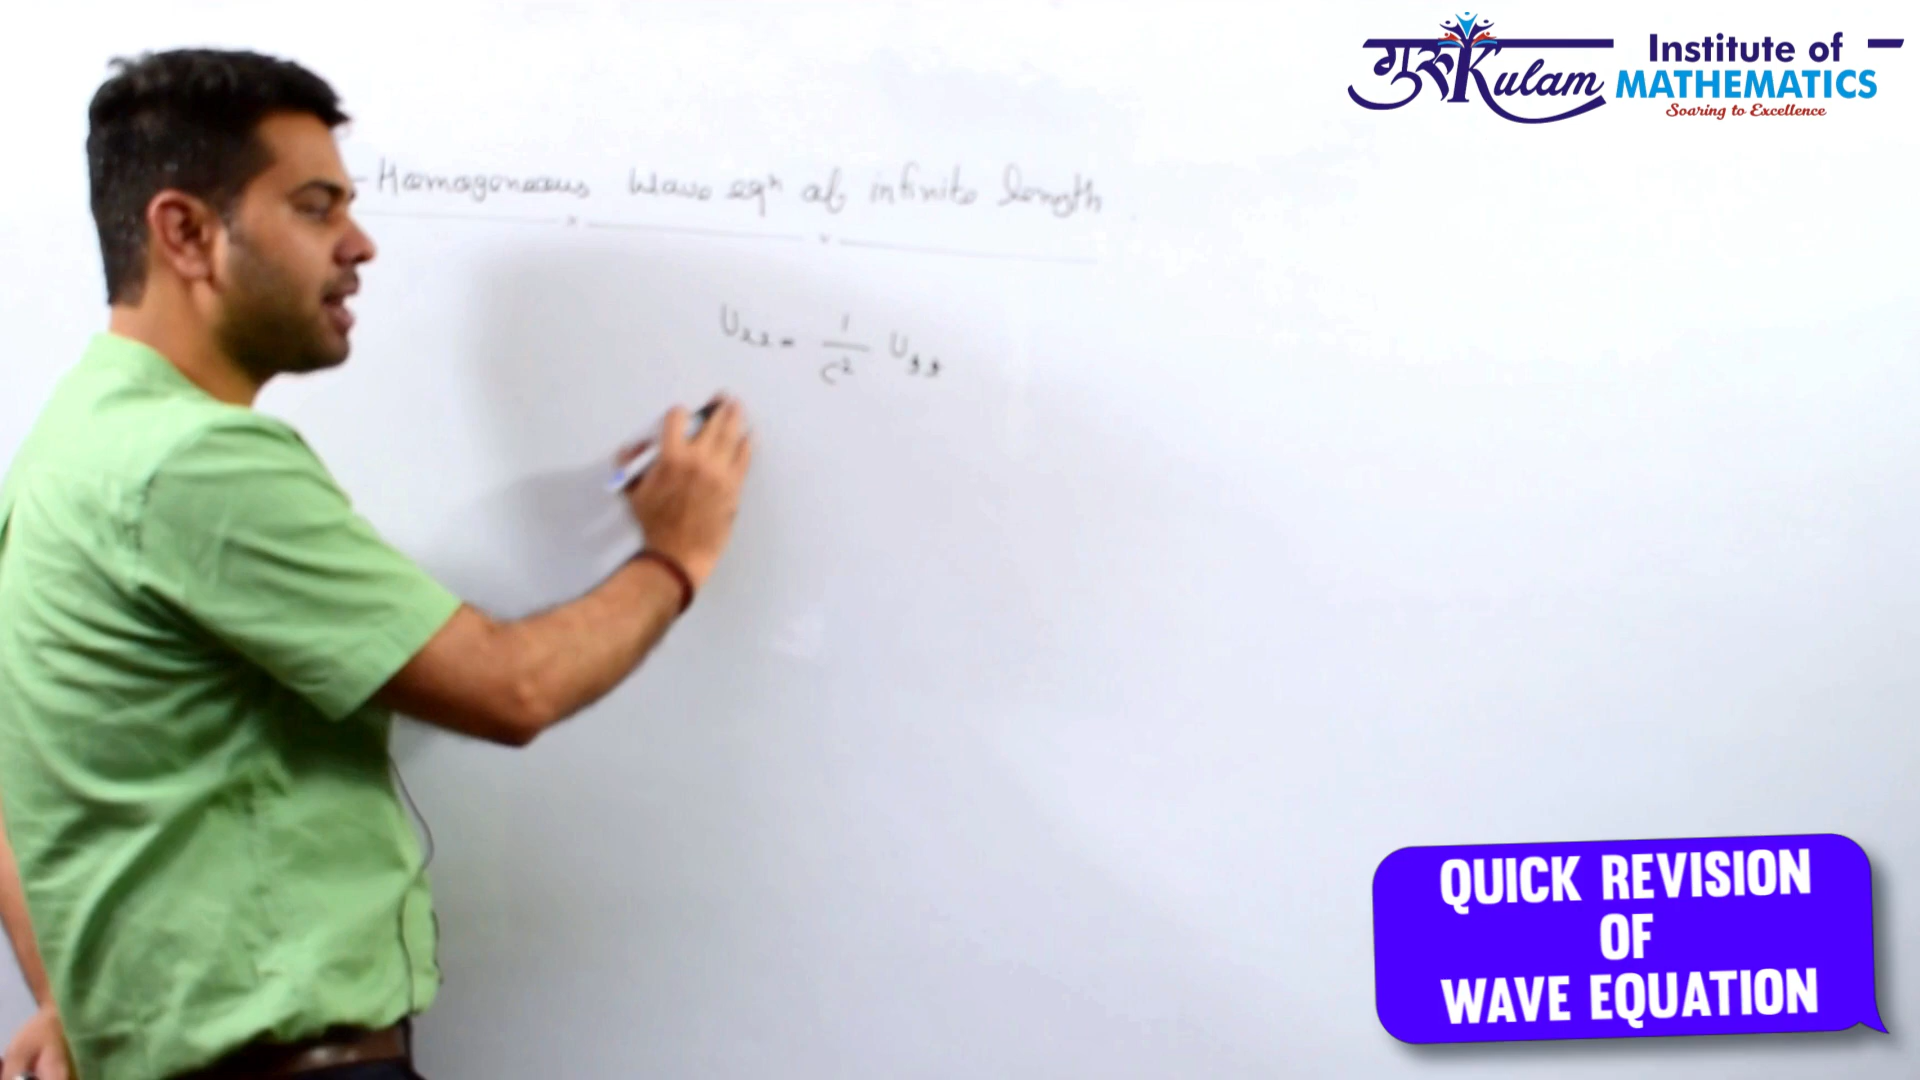 गुरुKulam Institute of
MATHEMATICS
Soaring to Excellence
Homogeneous Wave eqn of infinite length
Uxx = 1/c² Utt
QUICK REVISION
OF
WAVE EQUATION